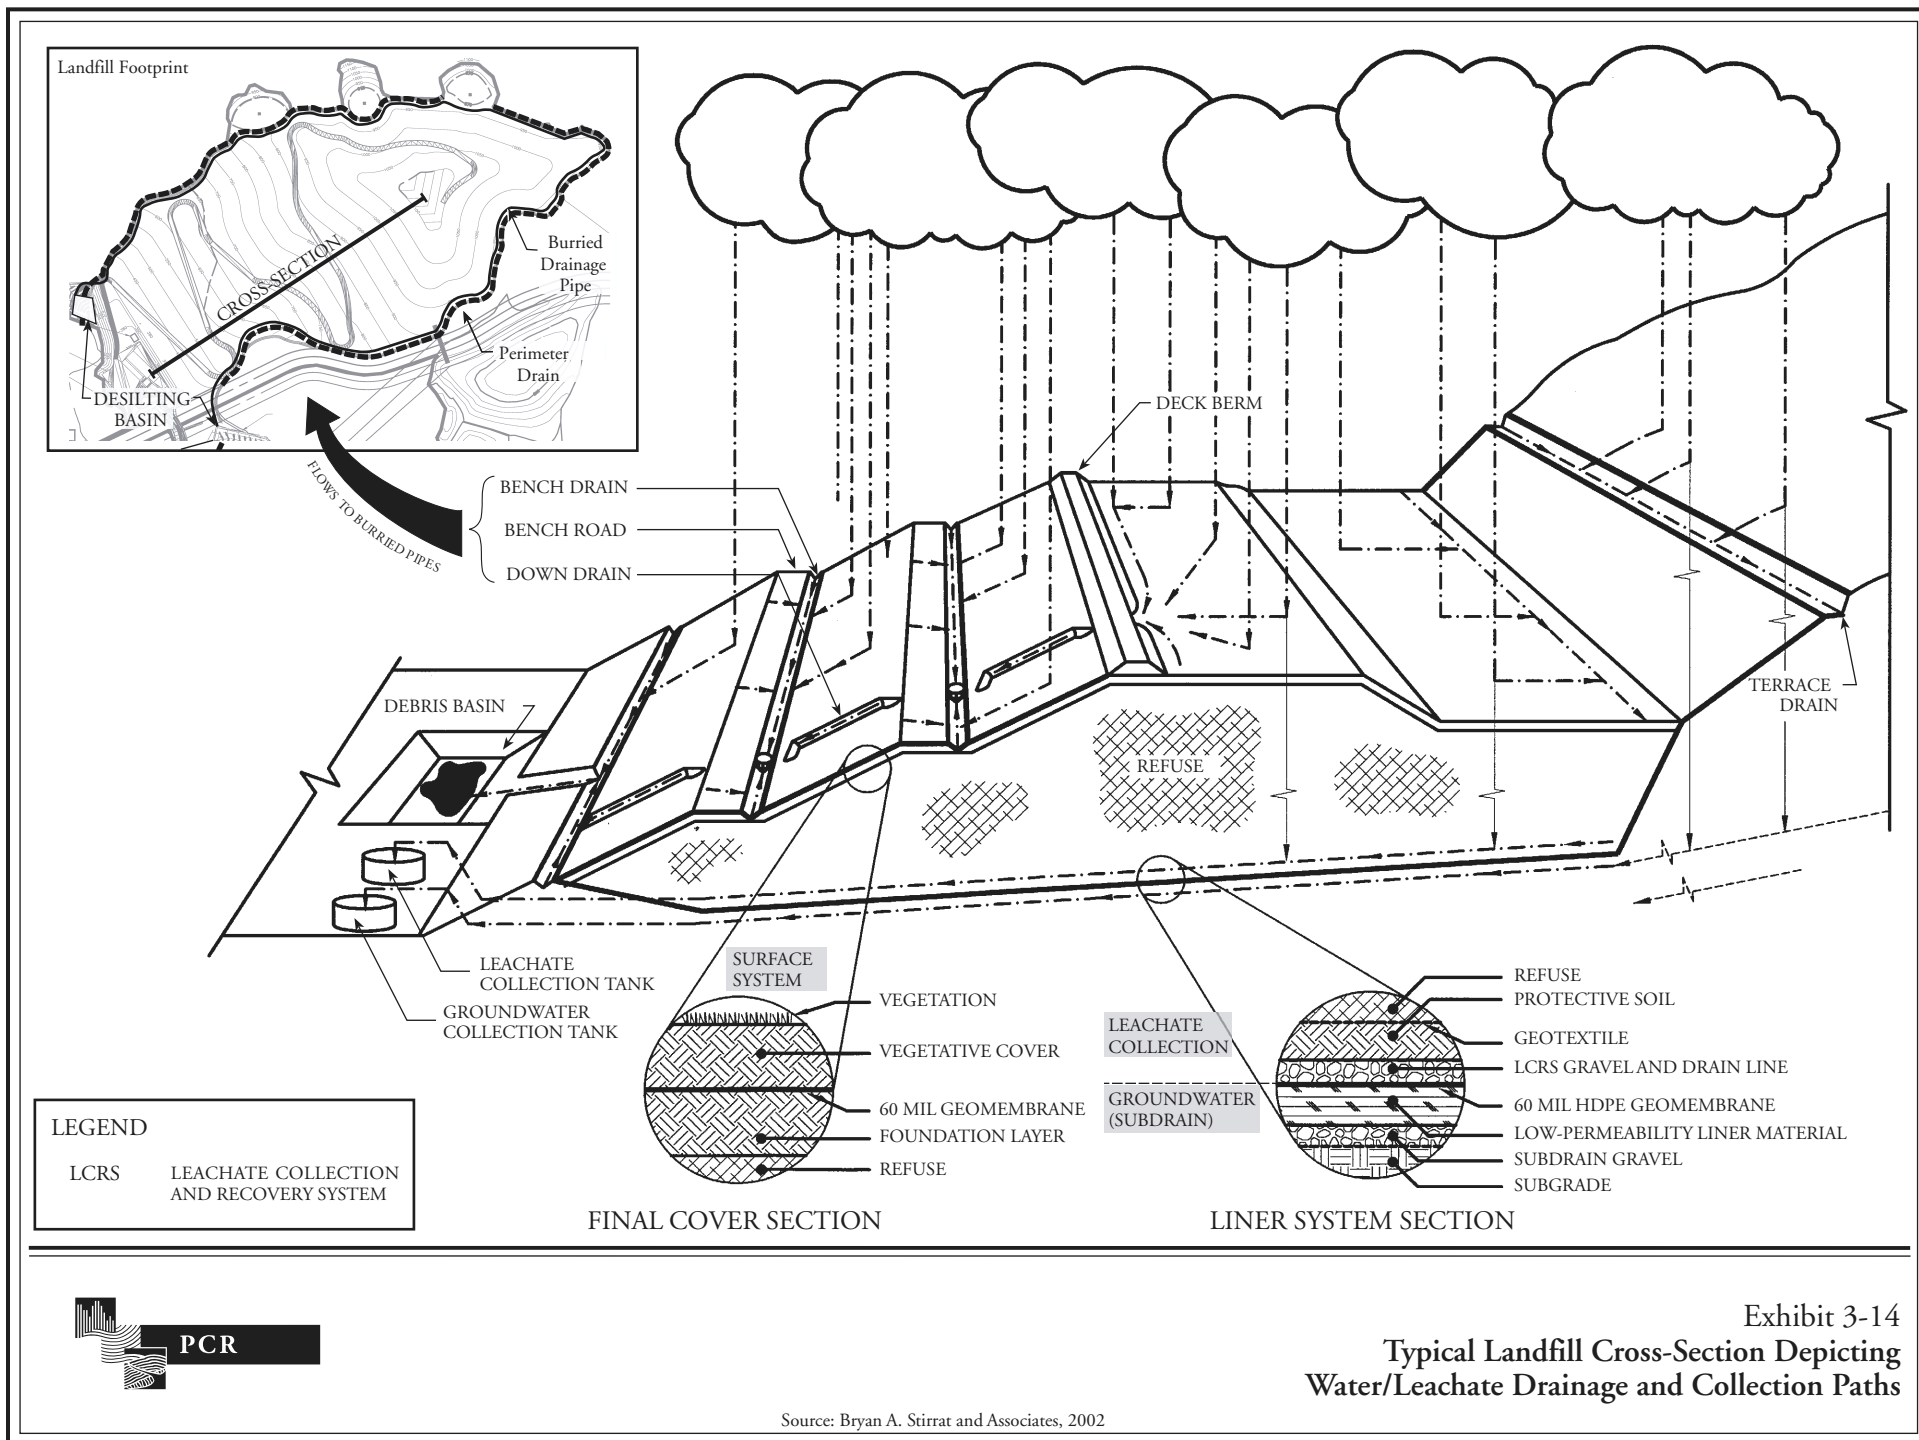 Landfill Footprint
CROSS-SECTION
Burried
Drainage
Pipe
Perimeter
Drain
DESILTING
BASIN
FLOWS TO BURRIED PIPES
BENCH DRAIN
BENCH ROAD
DOWN DRAIN
DECK BERM
DEBRIS BASIN
TERRACE
DRAIN
REFUSE
LEACHATE
COLLECTION TANK
GROUNDWATER
COLLECTION TANK
SURFACE
SYSTEM
VEGETATION
VEGETATIVE COVER
60 MIL GEOMEMBRANE
FOUNDATION LAYER
REFUSE
FINAL COVER SECTION
LEACHATE
COLLECTION
GROUNDWATER
(SUBDRAIN)
REFUSE
PROTECTIVE SOIL
GEOTEXTILE
LCRS GRAVEL AND DRAIN LINE
60 MIL HDPE GEOMEMBRANE
LOW-PERMEABILITY LINER MATERIAL
SUBDRAIN GRAVEL
SUBGRADE
LINER SYSTEM SECTION
LEGEND
LCRS LEACHATE COLLECTION
AND RECOVERY SYSTEM
PCR
Exhibit 3-14
Typical Landfill Cross-Section Depicting
Water/Leachate Drainage and Collection Paths
Source: Bryan A. Stirrat and Associates, 2002